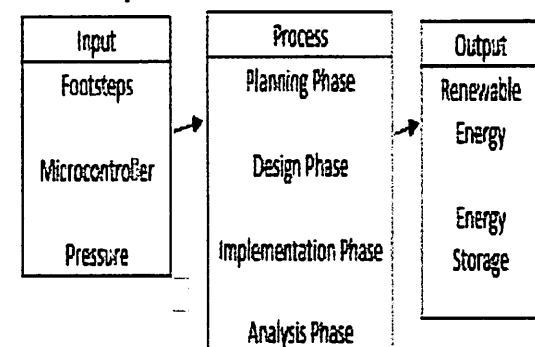 Input
Footsteps
Microcontroller
Pressure
Process
Planning Phase
Design Phase
Implementation Phase
Analysis Phase
Output
Renewable
Energy
Energy
Storage